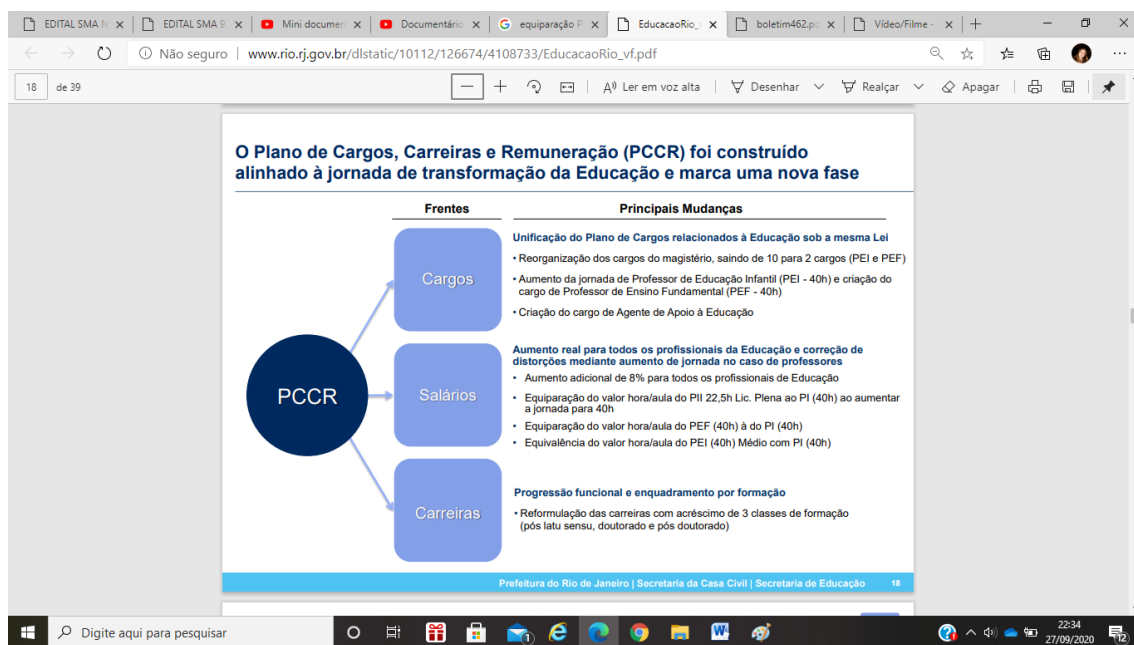 EDITAL SMA N
EDITAL SMA 9
Mini documen
Documentário
equiparação P
EducacaoRio_v
boletim462.pd
Vídeo/Filme -
Não seguro | www.rio.rj.gov.br/dlstatic/10112/126674/4108733/EducacaoRio_vf.pdf
18 de 39
Ler em voz alta
Desenhar
Realçar
Apagar
O Plano de Cargos, Carreiras e Remuneração (PCCR) foi construído
alinhado à jornada de transformação da Educação e marca uma nova fase
Frentes
Principais Mudanças
PCCR
Cargos
Unificação do Plano de Cargos relacionados à Educação sob a mesma Lei
• Reorganização dos cargos do magistério, saindo de 10 para 2 cargos (PEI e PEF)
• Aumento da jornada de Professor de Educação Infantil (PEI - 40h) e criação do
cargo de Professor de Ensino Fundamental (PEF - 40h)
• Criação do cargo de Agente de Apoio à Educação
Salários
Aumento real para todos os profissionais da Educação e correção de
distorções mediante aumento de jornada no caso de professores
• Aumento adicional de 8% para todos os profissionais de Educação
• Equiparação do valor hora/aula do PII 22,5h Lic. Plena ao PI (40h) ao aumentar
a jornada para 40h
• Equiparação do valor hora/aula do PEF (40h) à do PI (40h)
• Equivalência do valor hora/aula do PEI (40h) Médio com PI (40h)
Carreiras
Progressão funcional e enquadramento por formação
• Reformulação das carreiras com acréscimo de 3 classes de formação
(pós latu sensu, doutorado e pós doutorado)
Prefeitura do Rio de Janeiro | Secretaria da Casa Civil | Secretaria de Educação 18
Digite aqui para pesquisar
22:34
27/09/2020
12